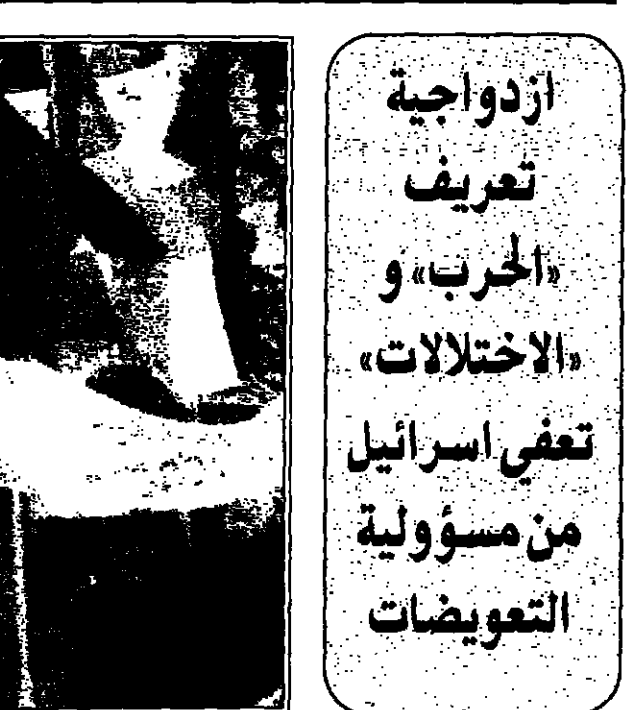 ازدواجية
تعريف
«الحرب» و
«الاختلالات»
تعفي اسرائيل
من مسؤولية
التعويضات